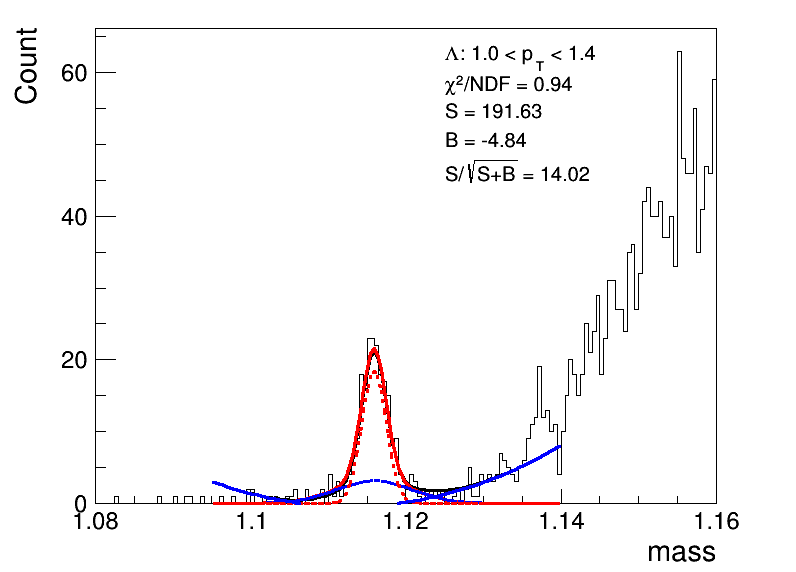 Count
Λ: 1.0 < p_T < 1.4
χ²/NDF = 0.94
S = 191.63
B = -4.84
S/√S+B = 14.02
60
40
20
0
1.08 1.1 1.12 1.14 1.16
mass